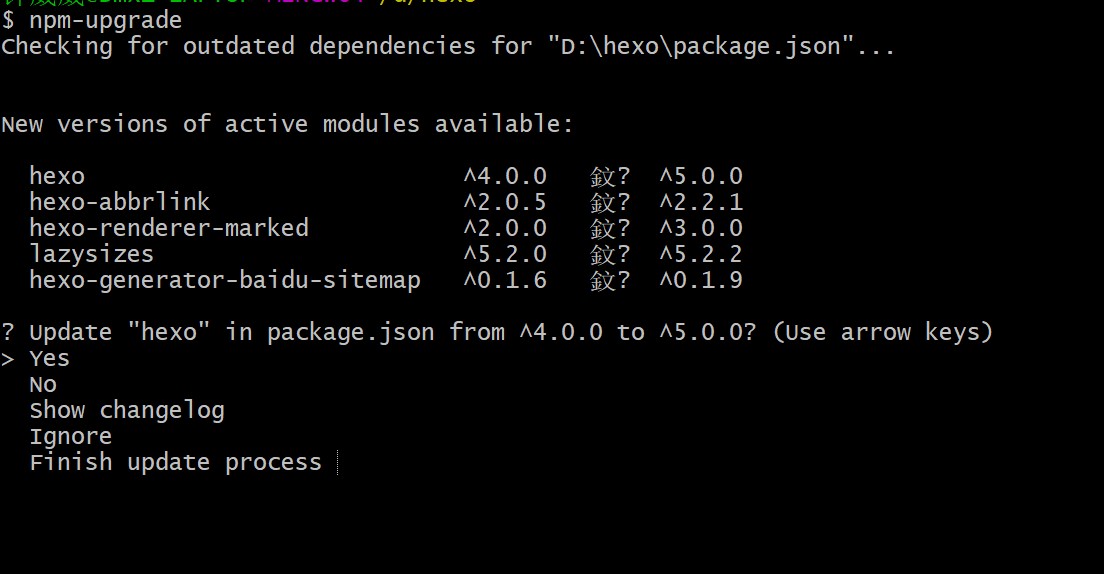 $ npm-upgrade
Checking for outdated dependencies for "D:\hexo\package.json"...
New versions of active modules available:
hexo ^4.0.0 鈫? ^5.0.0
hexo-abbrlink ^2.0.5 鈫? ^2.2.1
hexo-renderer-marked ^2.0.0 鈫? ^3.0.0
lazysizes ^5.2.0 鈫? ^5.2.2
hexo-generator-baidu-sitemap ^0.1.6 鈫? ^0.1.9
? Update "hexo" in package.json from ^4.0.0 to ^5.0.0? (Use arrow keys)
> Yes
No
Show changelog
Ignore
Finish update process